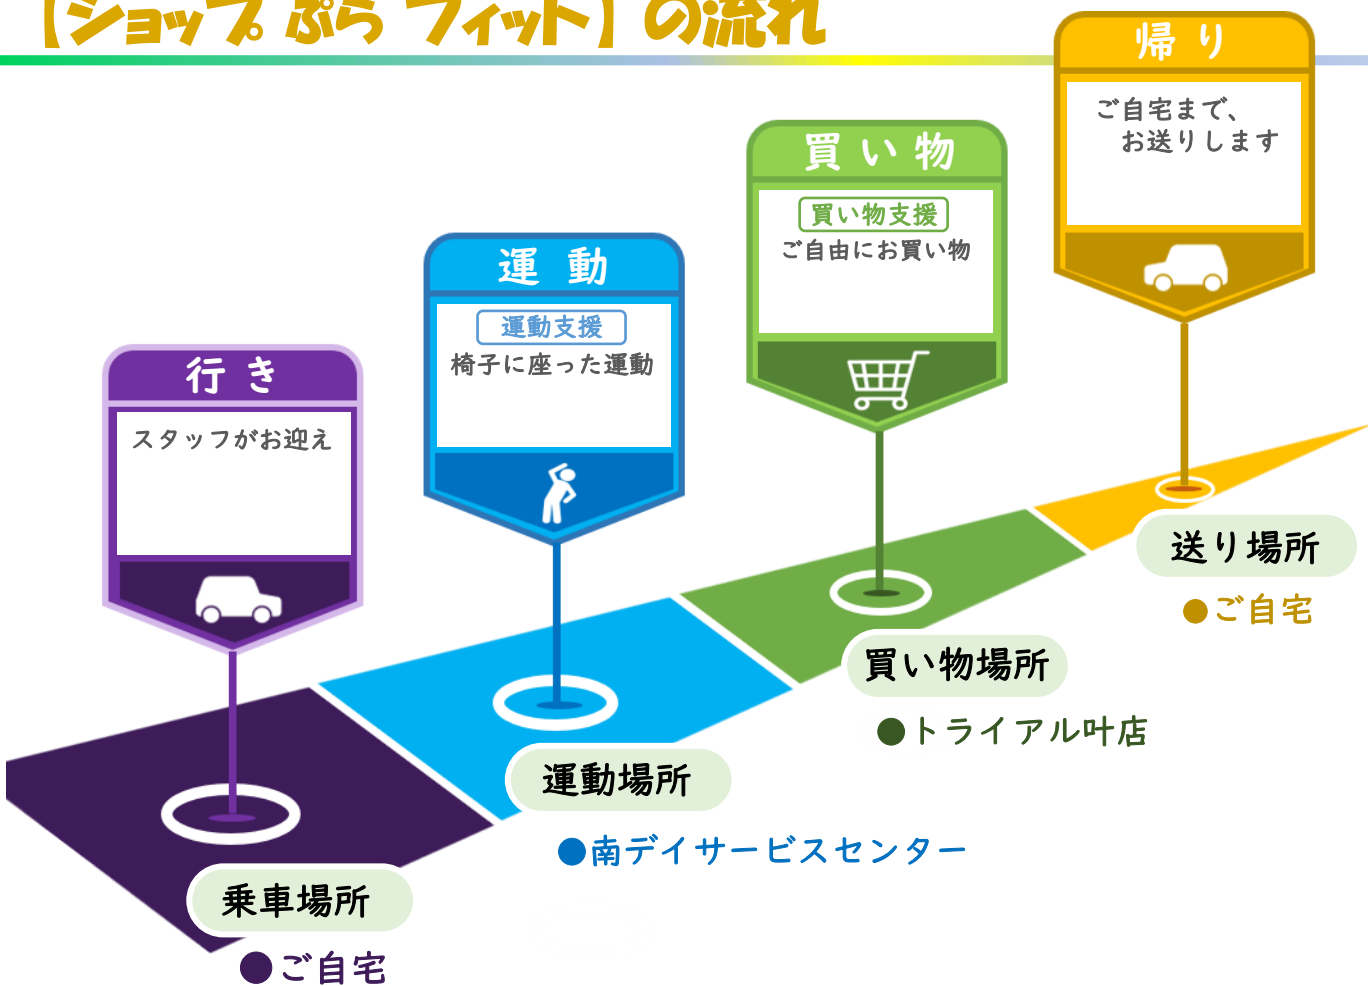 【ショップ ぷら フィット】の流れ
行き
スタッフがお迎え
乗車場所
●ご自宅
運動
運動支援
椅子に座った運動
運動場所
●南デイサービスセンター
買い物
買い物支援
ご自由にお買い物
買い物場所
●トライアル叶店
帰り
ご自宅まで、
お送りします
送り場所
●ご自宅